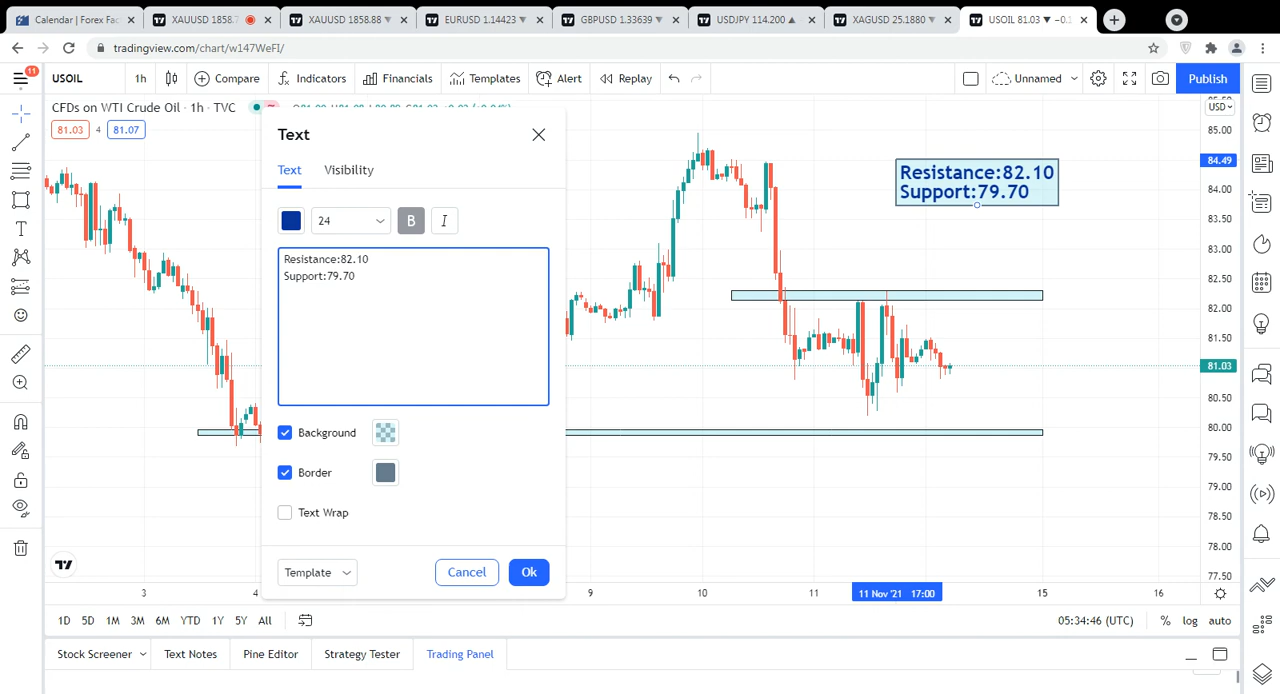 Calendar | Forex Fac
XAUUSD 1858.7
XAUUSD 1858.88 ▼
EURUSD 1.14423 ▼
GBPUSD 1.33639 ▼
USDJPY 114.200 ▲
XAGUSD 25.1880 ▼
USOIL 81.03 ▼ −0.1
tradingview.com/chart/w147WeFI/
11
USOIL
1h
Compare
Indicators
Financials
Templates
Alert
Replay
Unnamed
Publish
CFDs on WTI Crude Oil · 1h · TVC
81.03
4
81.07
USD
85.00
84.49
84.00
83.50
83.00
82.50
82.00
81.50
81.03
80.50
80.00
79.50
79.00
78.50
78.00
77.50
Resistance:82.10
Support:79.70
Text
Text
Visibility
24
B
I
Resistance:82.10
Support:79.70
Background
Border
Text Wrap
Template
Cancel
Ok
3
4
9
10
11
11 Nov '21 17:00
15
16
1D
5D
1M
3M
6M
YTD
1Y
5Y
All
05:34:46 (UTC)
%
log
auto
Stock Screener
Text Notes
Pine Editor
Strategy Tester
Trading Panel